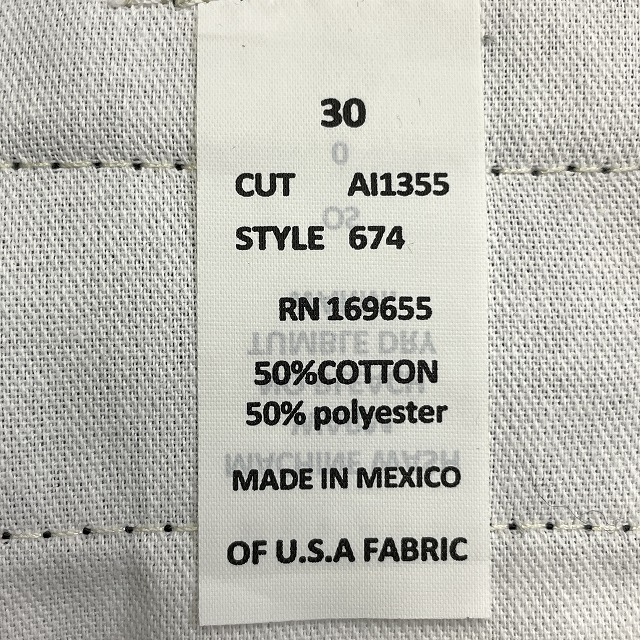 30
CUT AI1355
STYLE 674
RN 169655
50%COTTON
50% polyester
MADE IN MEXICO
OF U.S.A FABRIC